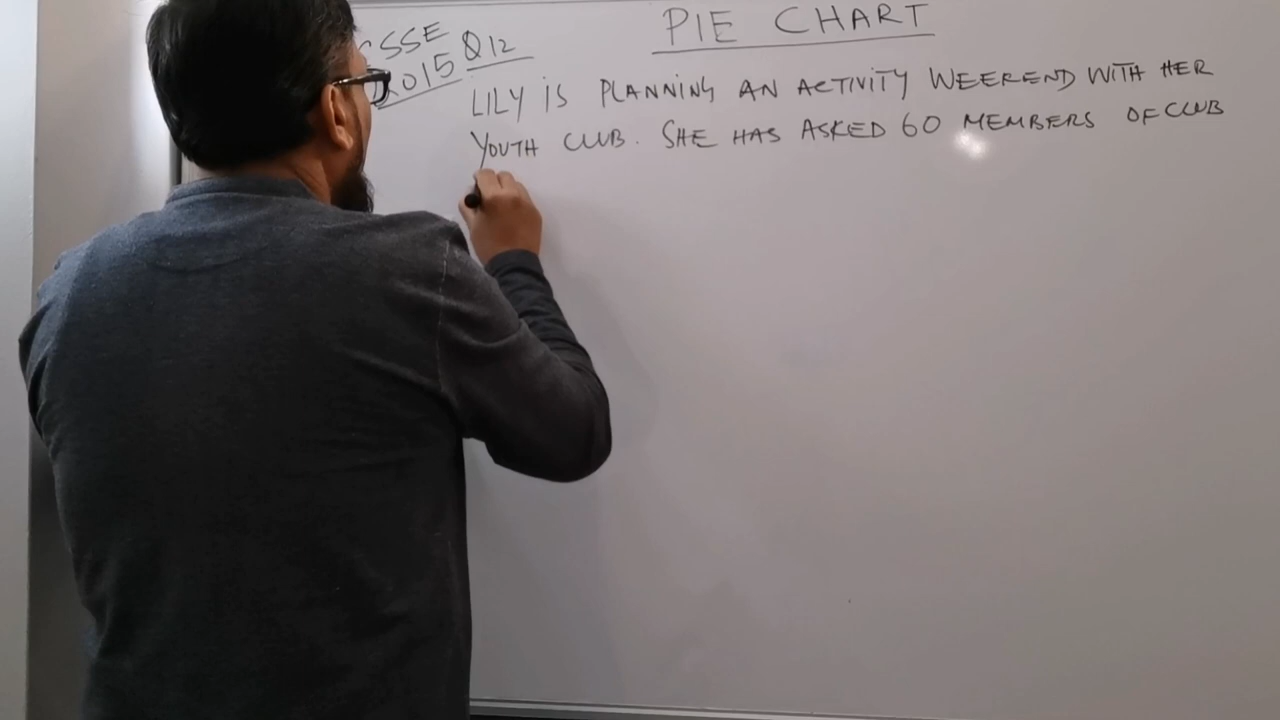 PIE CHART
CSSE
2015 Q12
LILY IS PLANNING AN ACTIVITY WEEKEND WITH HER
YOUTH CLUB. SHE HAS ASKED 60 MEMBERS OF CLUB